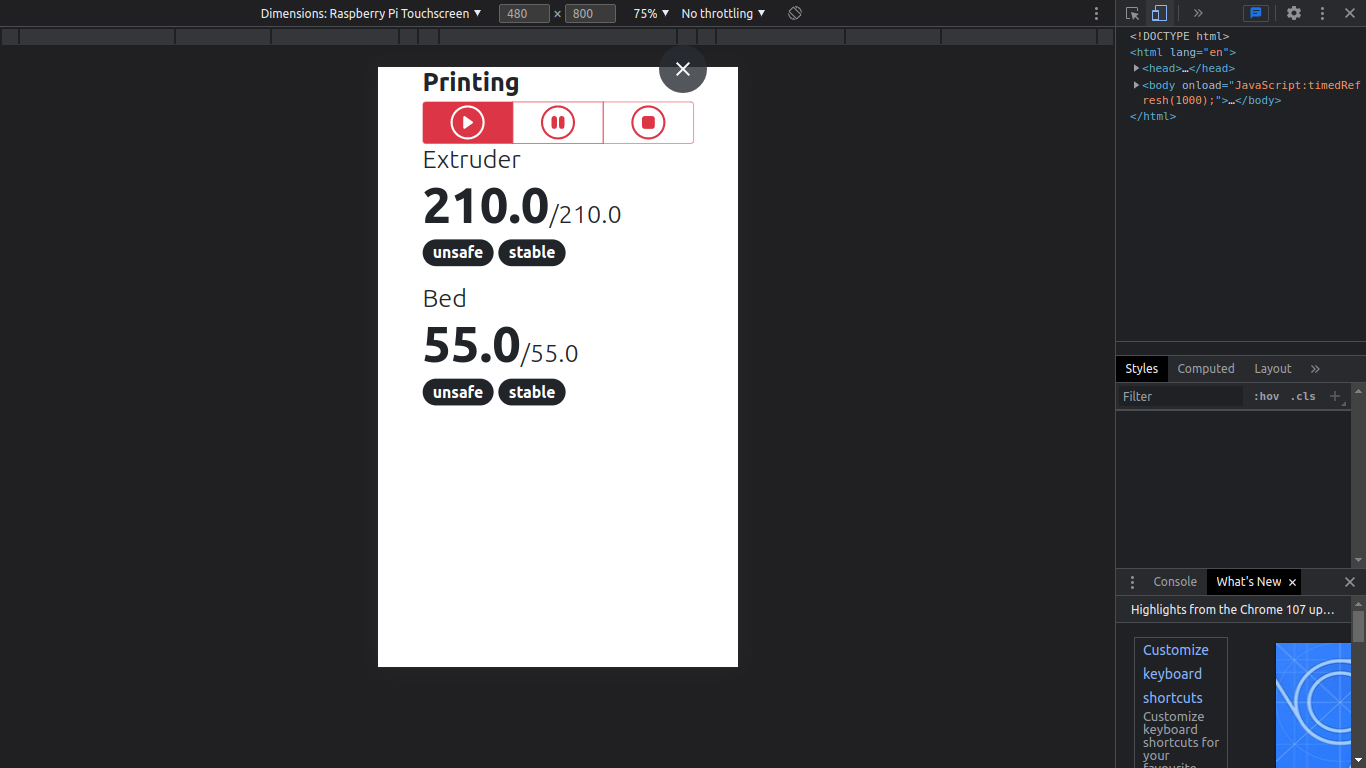 Dimensions: Raspberry Pi Touchscreen 480 × 800 75% No throttling
Printing
Extruder
210.0/210.0
unsafe stable
Bed
55.0/55.0
unsafe stable
<!DOCTYPE html>
<html lang="en">
<head>…</head>
<body onload="JavaScript:timedRef
resh(1000);">…</body>
</html>
Styles Computed Layout
Filter :hov .cls
Console What's New
Highlights from the Chrome 107 up…
Customize
keyboard
shortcuts
Customize
keyboard
shortcuts for
your
favourite